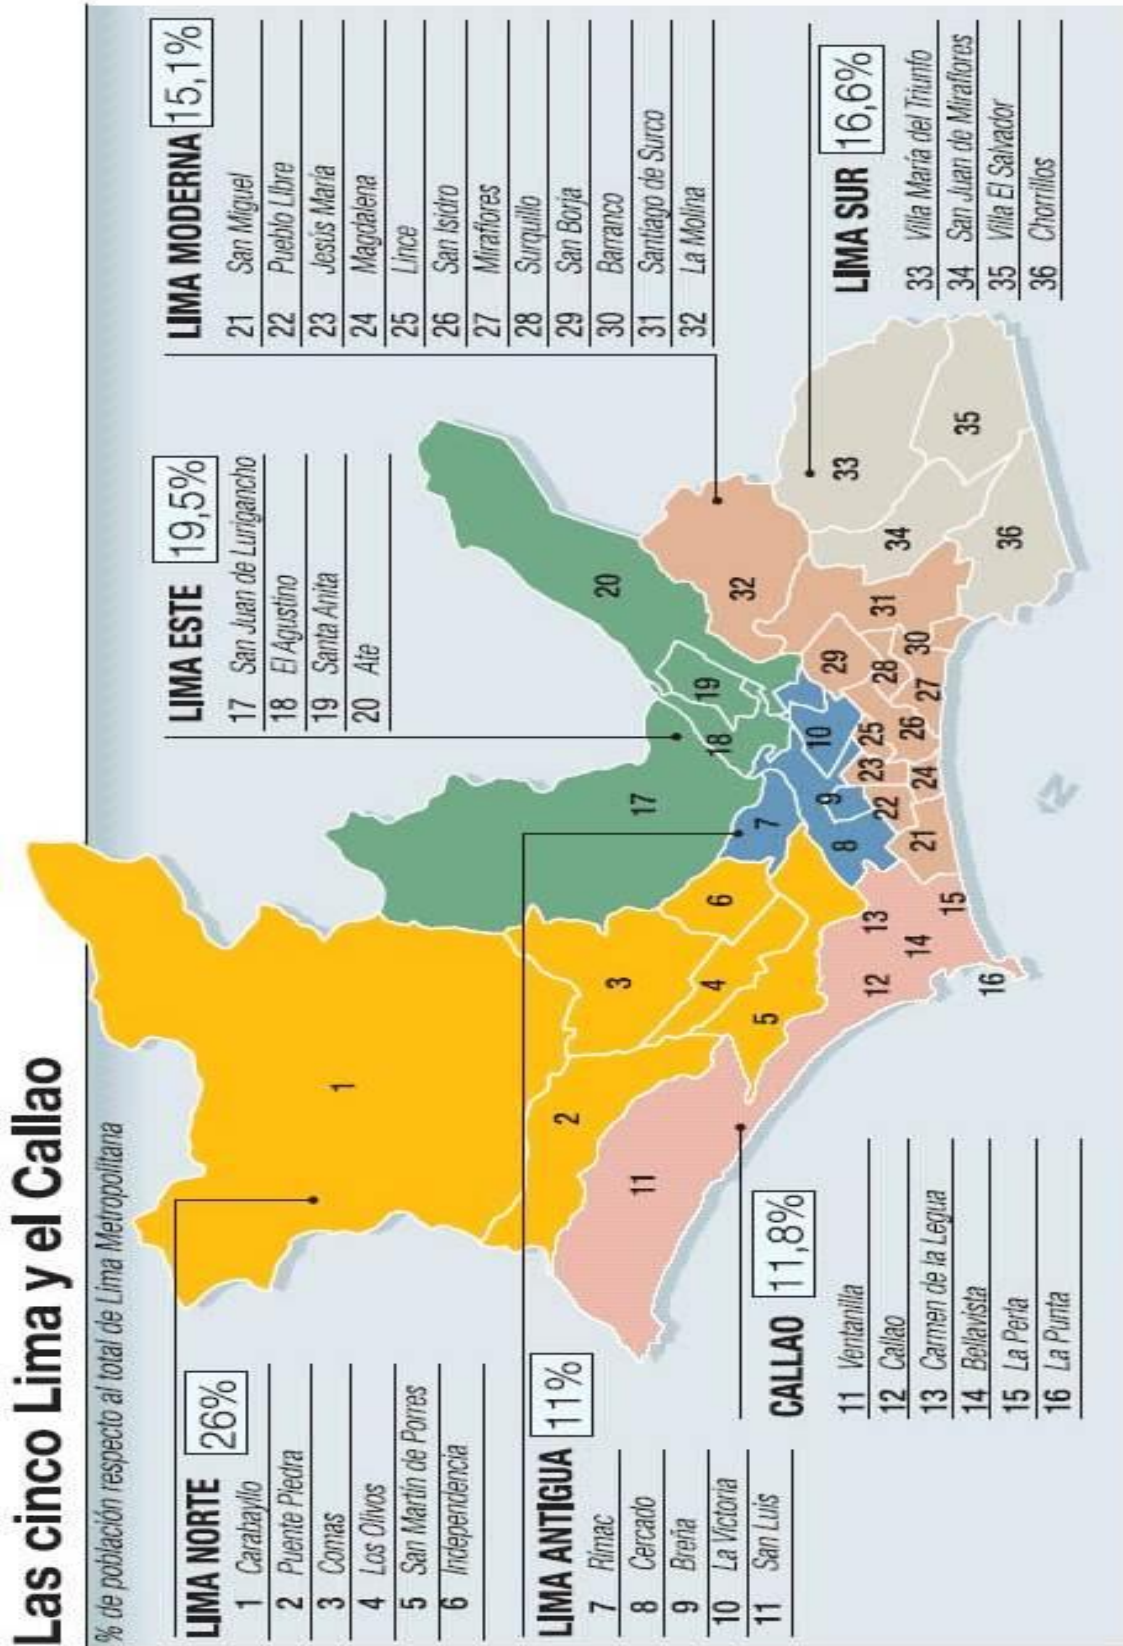 Las cinco Lima y el Callao
% de población respecto al total de Lima Metropolitana
LIMA NORTE 26%
1 Carabayllo
2 Puente Piedra
3 Comas
4 Los Olivos
5 San Martín de Porres
6 Independencia
LIMA ANTIGUA 11%
7 Rímac
8 Cercado
9 Breña
10 La Victoria
11 San Luis
CALLAO 11,8%
11 Ventanilla
12 Callao
13 Carmen de la Legua
14 Bellavista
15 La Perla
16 La Punta
LIMA ESTE 19,5%
17 San Juan de Lurigancho
18 El Agustino
19 Santa Anita
20 Ate
LIMA MODERNA 15,1%
21 San Miguel
22 Pueblo Libre
23 Jesús María
24 Magdalena
25 Lince
26 San Isidro
27 Miraflores
28 Surquillo
29 San Borja
30 Barranco
31 Santiago de Surco
32 La Molina
LIMA SUR 16,6%
33 Villa María del Triunfo
34 San Juan de Miraflores
35 Villa El Salvador
36 Chorrillos
1
2
3
4
5
6
7
8
9
10
11
12
13
14
15
16
17
18
19
20
21
22
23
24
25
26
27
28
29
30
31
32
33
34
35
36
N